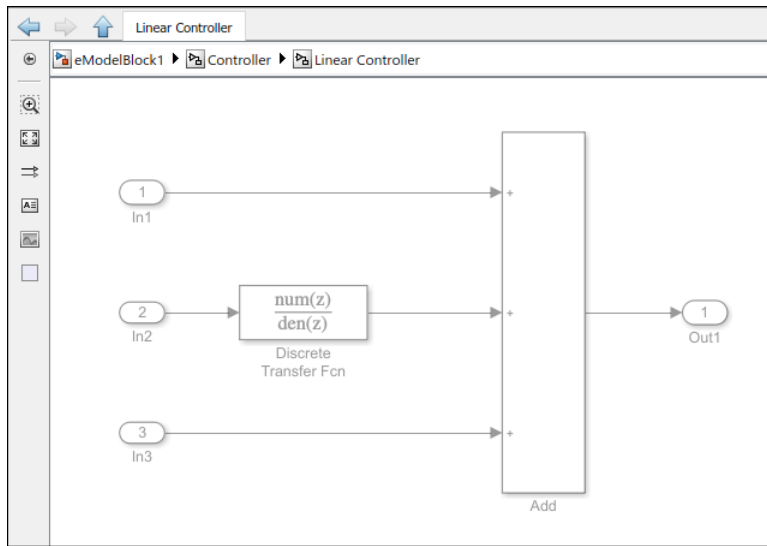 Linear Controller
eModelBlock1 Controller Linear Controller
1
In1
+
2
In2
num(z)
den(z)
Discrete
Transfer Fcn
+
1
Out1
3
In3
+
Add